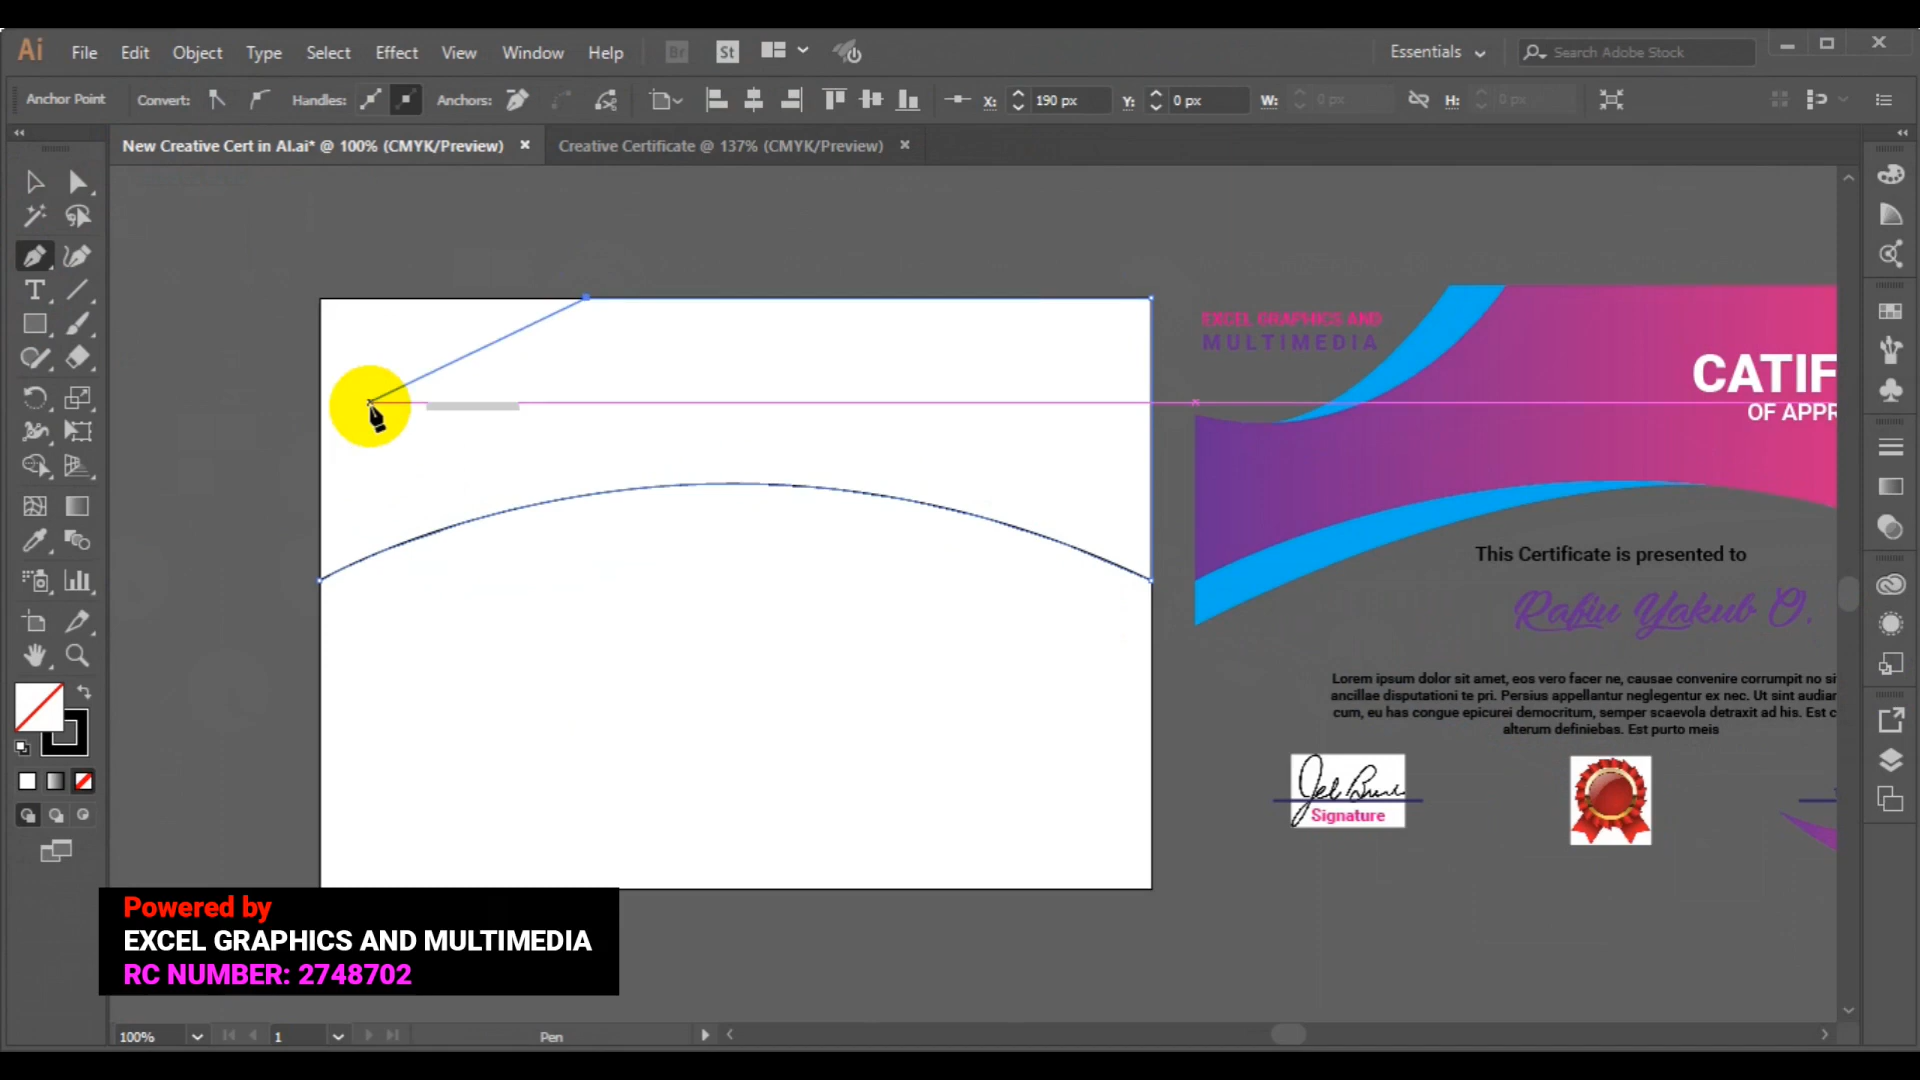 Ai File Edit Object Type Select Effect View Window Help Br St Essentials Search Adobe Stock
Anchor Point Convert: Handles: Anchors: X: 190 px Y: 0 px W: 0 px H: 0 px
New Creative Cert in AI.ai* @ 100% (CMYK/Preview) × Creative Certificate @ 137% (CMYK/Preview) ×
EXCEL GRAPHICS AND
MULTIMEDIA
CATIF
OF APPR
This Certificate is presented to
Rafiu Yakub O.
Lorem ipsum dolor sit amet, eos vero facer ne, causae convenire corrumpit no si
ancillae disputationi te pri. Persius appellantur neglegentur ex nec. Ut sint audiar
cum, eu has congue epicurei democritum, semper scaevola detraxit ad his. Est c
alterum definiebas. Est purto meis
Signature
Powered by
EXCEL GRAPHICS AND MULTIMEDIA
RC NUMBER: 2748702
100% 1 Pen